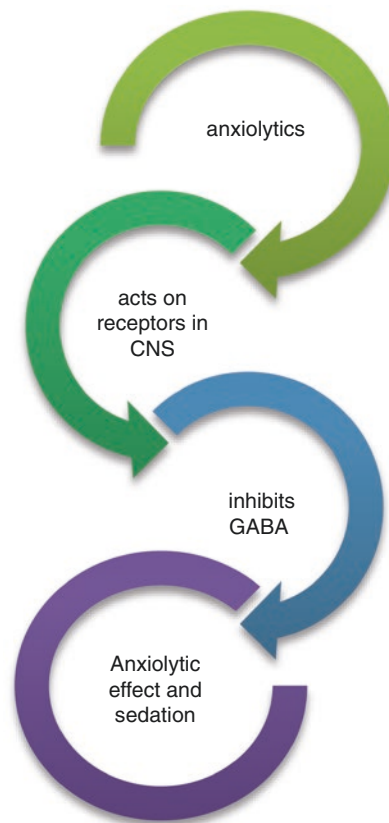 anxiolytics
acts on
receptors in
CNS
inhibits
GABA
Anxiolytic
effect and
sedation